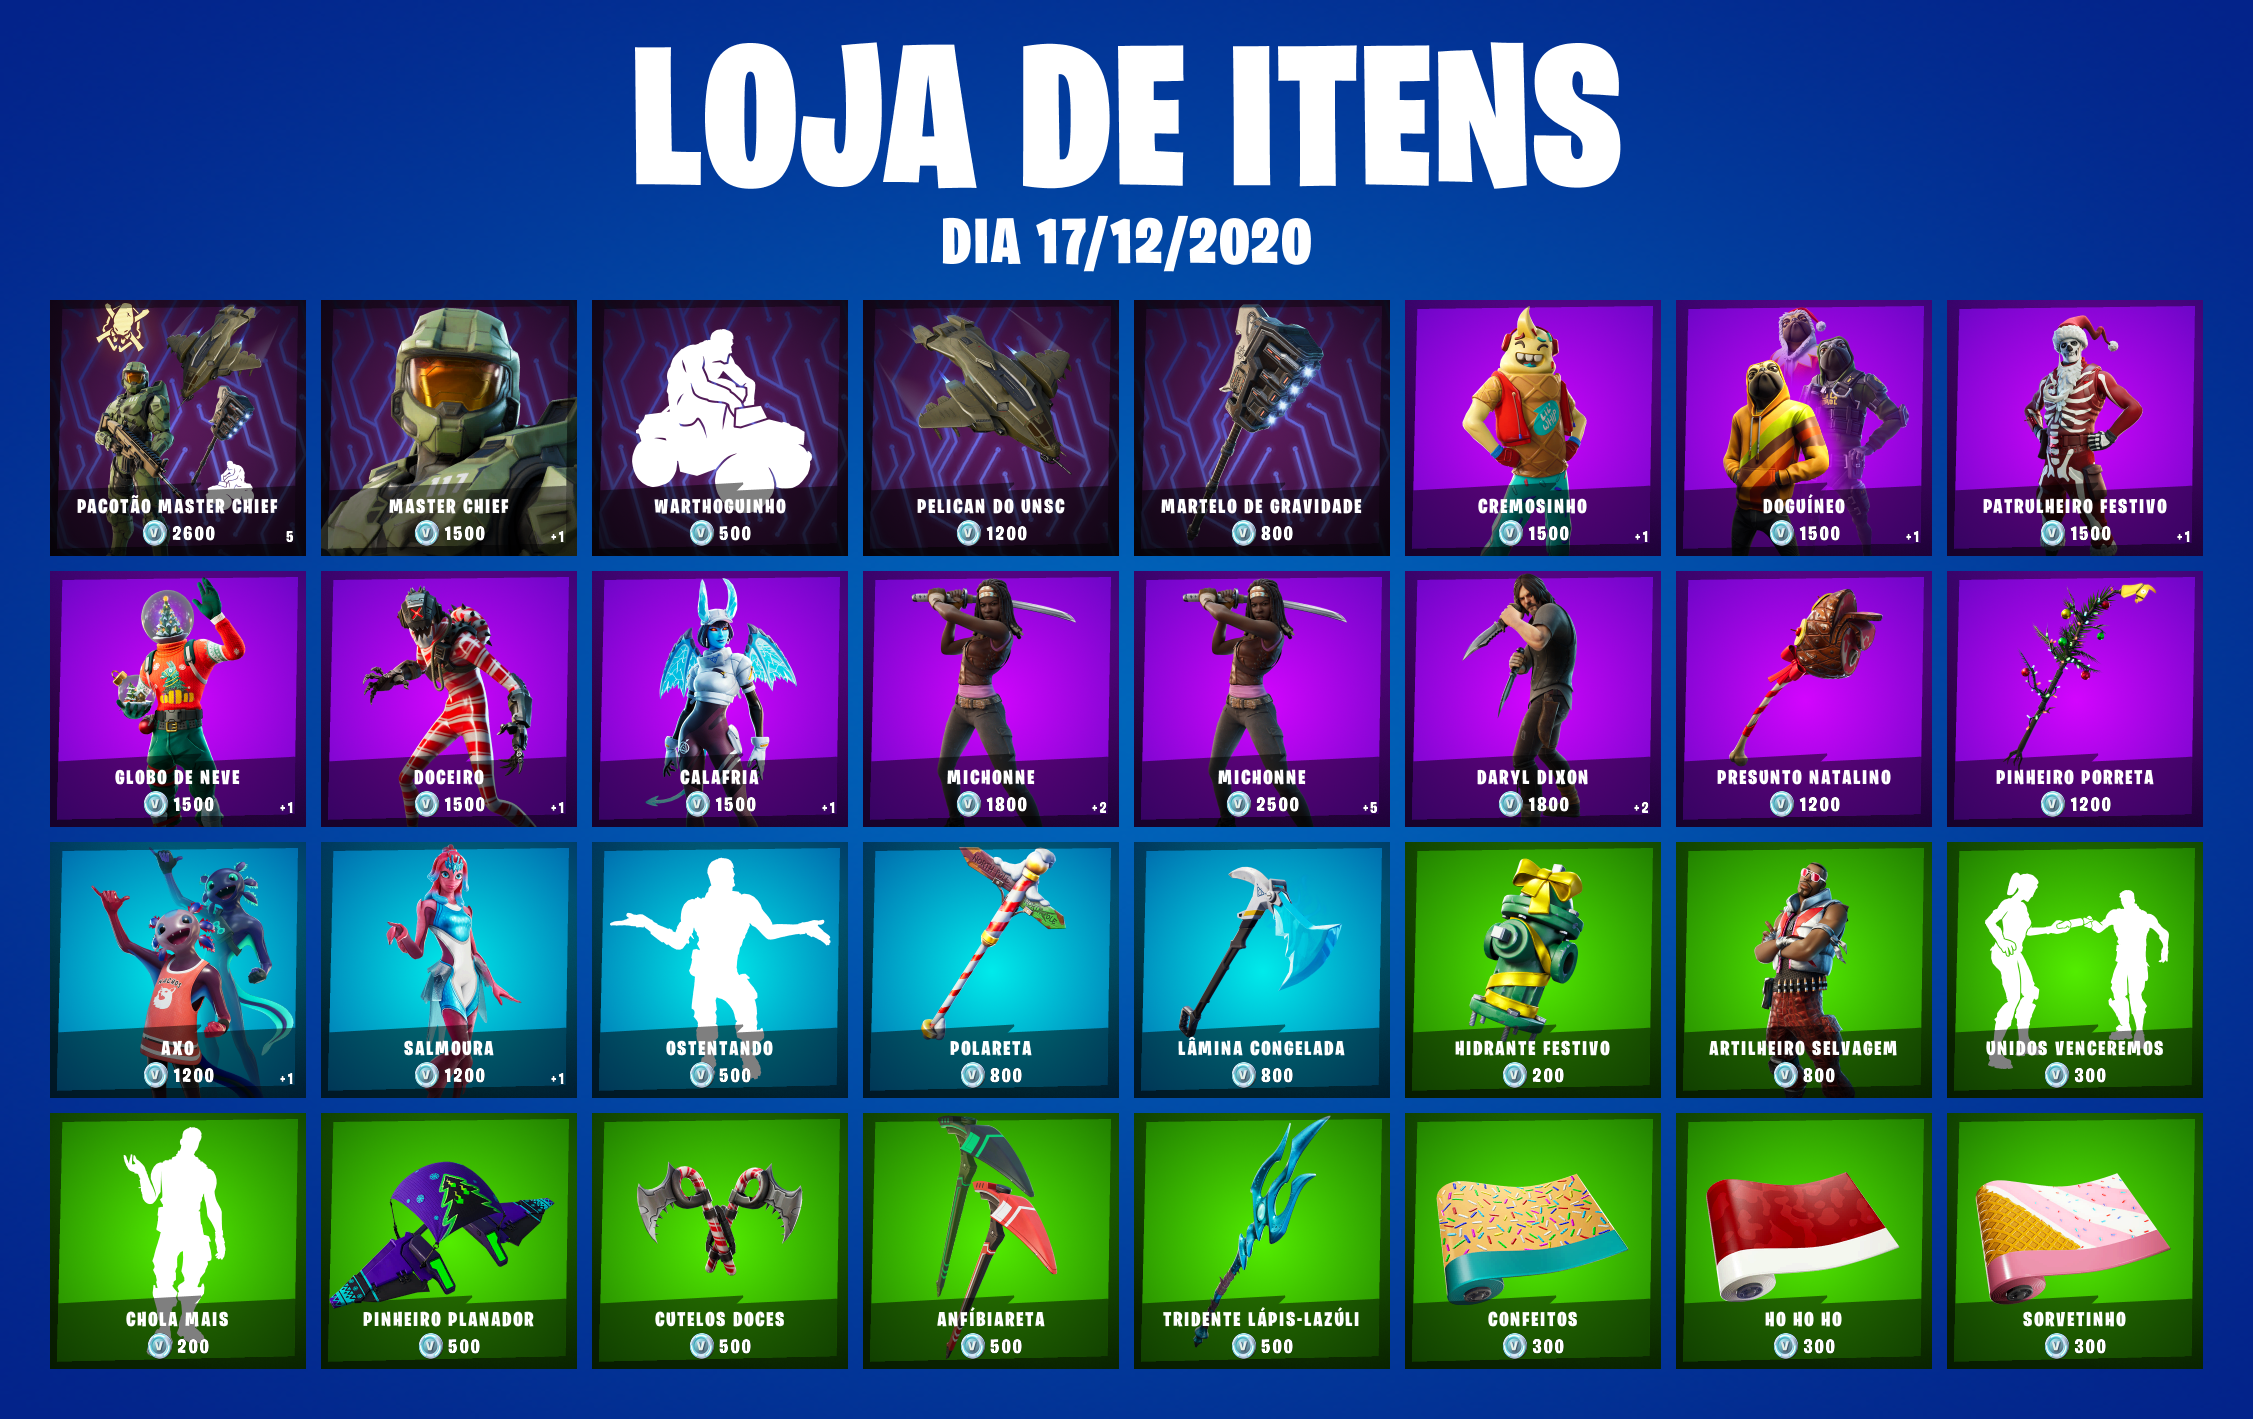 LOJA DE ITENS
DIA 17/12/2020
PACOTÃO MASTER CHIEF
2600
5
MASTER CHIEF
1500
+1
WARTHOGUINHO
500
PELICAN DO UNSC
1200
MARTELO DE GRAVIDADE
800
CREMOSINHO
1500
+1
DOGUÍNEO
1500
+1
PATRULHEIRO FESTIVO
1500
+1
GLOBO DE NEVE
1500
+1
DOCEIRO
1500
+1
CALAFRIA
1500
+1
MICHONNE
1800
+2
MICHONNE
2500
+5
DARYL DIXON
1800
+2
PRESUNTO NATALINO
1200
PINHEIRO PORRETA
1200
AXO
1200
+1
SALMOURA
1200
+1
OSTENTANDO
500
POLARETA
800
LÂMINA CONGELADA
800
HIDRANTE FESTIVO
200
ARTILHEIRO SELVAGEM
800
UNIDOS VENCEREMOS
300
CHOLA MAIS
200
PINHEIRO PLANADOR
500
CUTELOS DOCES
500
ANFÍBIARETA
500
TRIDENTE LÁPIS-LAZÚLI
500
CONFEITOS
300
HO HO HO
300
SORVETINHO
300